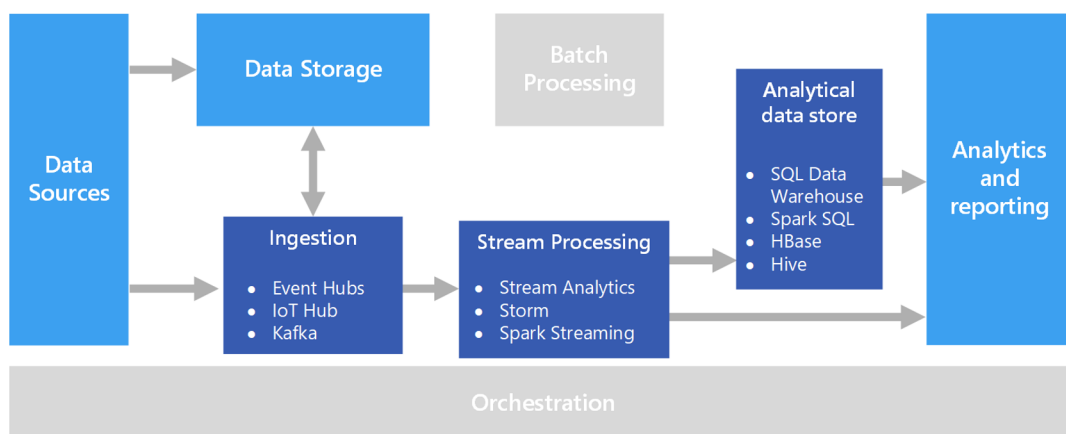 Data
Sources
Data Storage
Batch
Processing
Ingestion
• Event Hubs
• IoT Hub
• Kafka
Stream Processing
• Stream Analytics
• Storm
• Spark Streaming
Analytical
data store
• SQL Data
Warehouse
• Spark SQL
• HBase
• Hive
Analytics
and
reporting
Orchestration